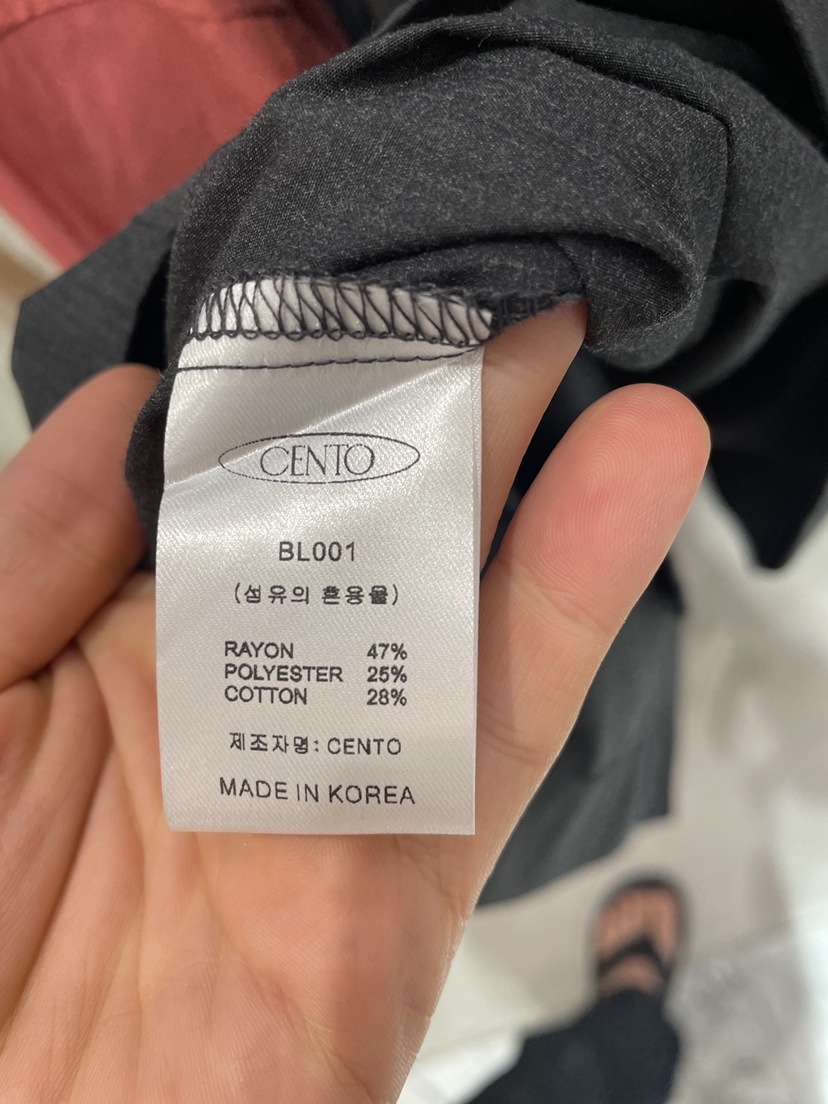 CENTO
BL001
(섬유의 혼용율)
RAYON 47%
POLYESTER 25%
COTTON 28%
제조자명: CENTO
MADE IN KOREA